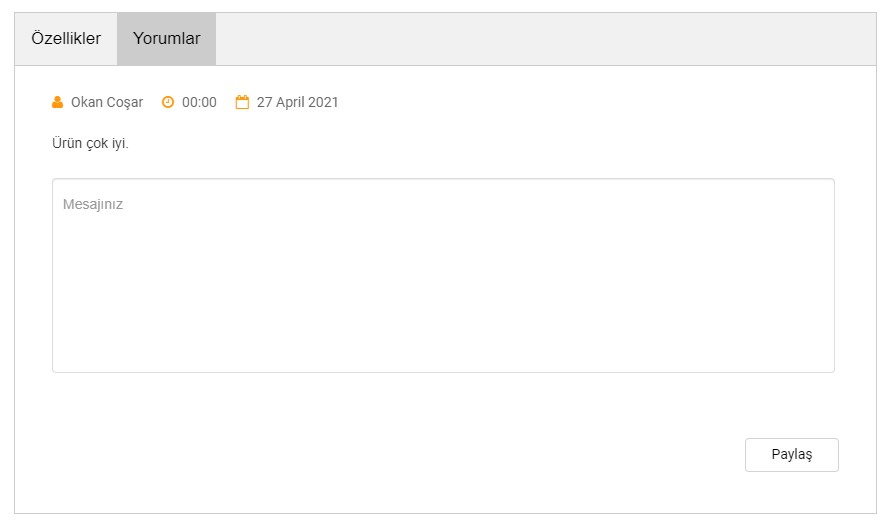 Özellikler Yorumlar
Okan Coşar 00:00 27 April 2021
Ürün çok iyi.
Mesajınız
Paylaş